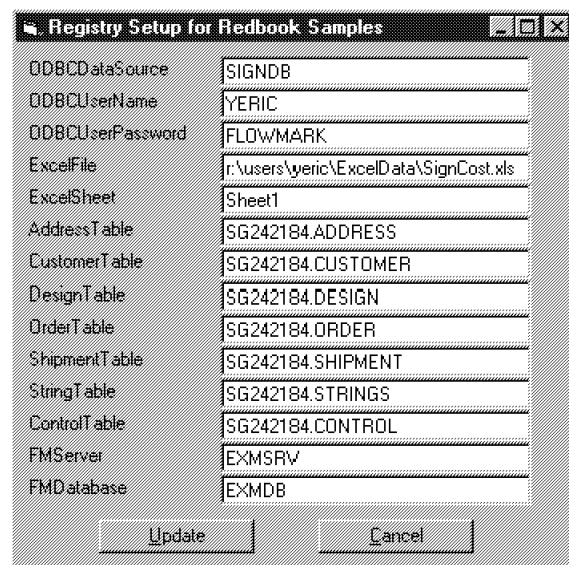 Registry Setup for Redbook Samples
ODBCDataSource SIGNDB
ODBCUserName YERIC
ODBCUserPassword FLOWMARK
ExcelFile r:\users\yeric\ExcelData\SignCost.xls
ExcelSheet Sheet1
AddressTable SG242184.ADDRESS
CustomerTable SG242184.CUSTOMER
DesignTable SG242184.DESIGN
OrderTable SG242184.ORDER
ShipmentTable SG242184.SHIPMENT
StringTable SG242184.STRINGS
ControlTable SG242184.CONTROL
FMServer EXMSRV
FMDatabase EXMDB
Update Cancel